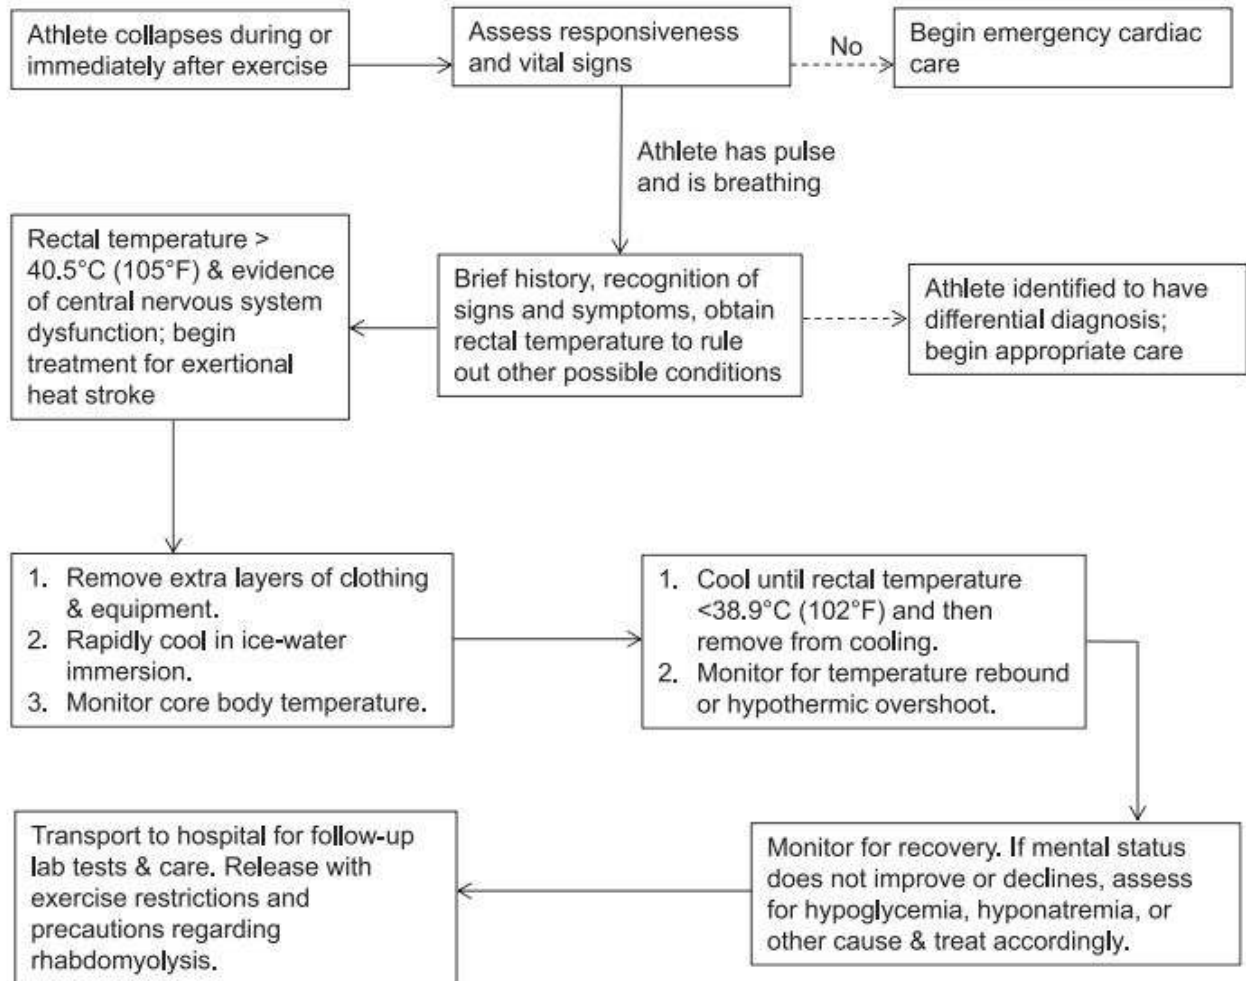 Athlete collapses during or
immediately after exercise
Assess responsiveness
and vital signs
No
Begin emergency cardiac
care
Athlete has pulse
and is breathing
Rectal temperature >
40.5°C (105°F) & evidence
of central nervous system
dysfunction; begin
treatment for exertional
heat stroke
Brief history, recognition of
signs and symptoms, obtain
rectal temperature to rule
out other possible conditions
Athlete identified to have
differential diagnosis;
begin appropriate care
1. Remove extra layers of clothing
& equipment.
2. Rapidly cool in ice-water
immersion.
3. Monitor core body temperature.
1. Cool until rectal temperature
<38.9°C (102°F) and then
remove from cooling.
2. Monitor for temperature rebound
or hypothermic overshoot.
Monitor for recovery. If mental status
does not improve or declines, assess
for hypoglycemia, hyponatremia, or
other cause & treat accordingly.
Transport to hospital for follow-up
lab tests & care. Release with
exercise restrictions and
precautions regarding
rhabdomyolysis.